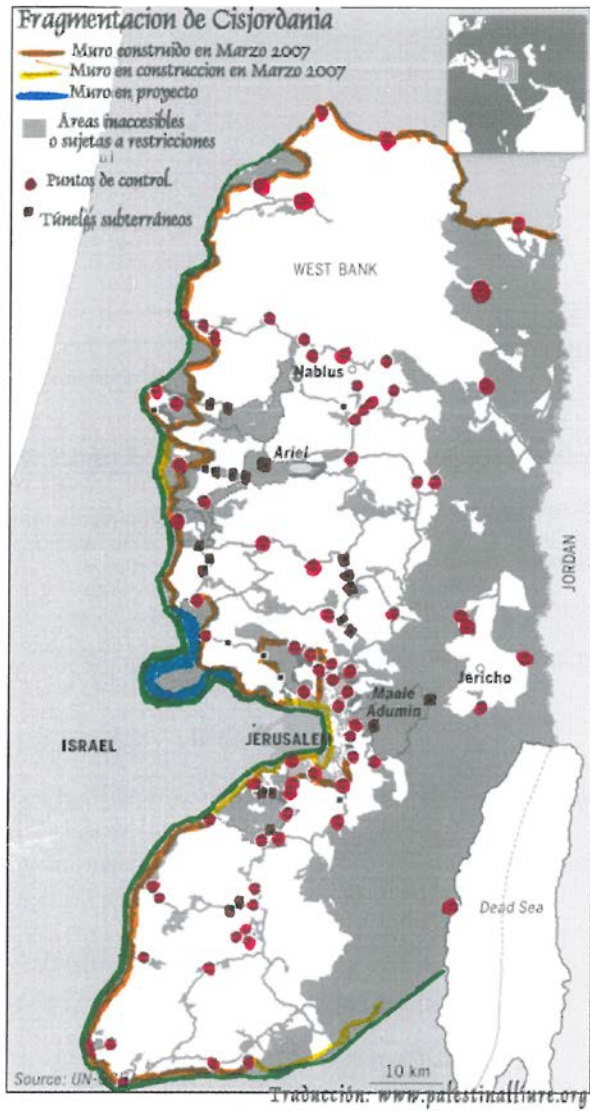 Fragmentacion de Cisjordania
Muro construido en Marzo 2007
Muro en construccion en Marzo 2007
Muro en proyecto
Áreas inaccesibles
o sujetas a restricciones
Puntos de control.
Túneles subterráneos
WEST BANK
Nablus
Ariel
JORDAN
Jericho
Maale
Adumin
ISRAEL
JERUSALEM
Dead Sea
10 km
Source:
Traducción: www.palestinalliure.org